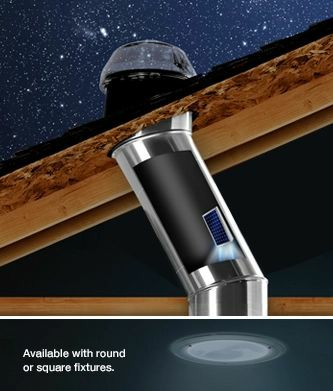 Available with round
or square fixtures.